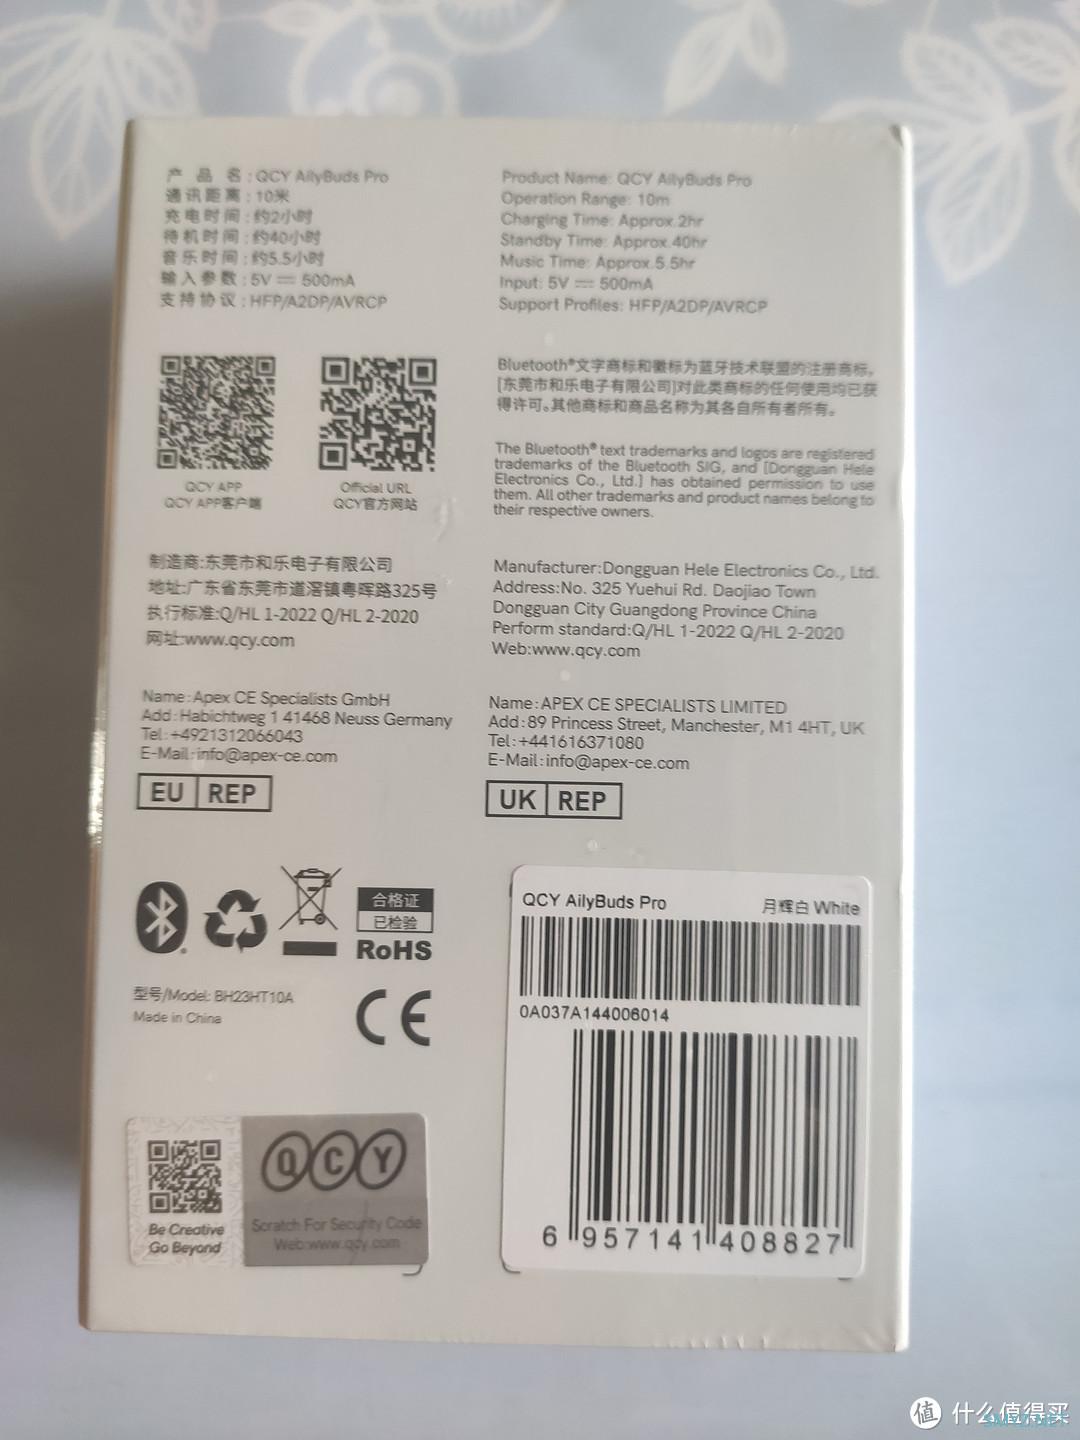 产品名:QCY AilyBuds Pro
通讯距离:10米
充电时间:约2小时
待机时间:约40小时
音乐时间:约5.5小时
输入参数:5V ⎓ 500mA
支持协议:HFP/A2DP/AVRCP
Product Name: QCY AilyBuds Pro
Operation Range: 10m
Charging Time: Approx.2hr
Standby Time: Approx.40hr
Music Time: Approx.5.5hr
Input: 5V ⎓ 500mA
Support Profiles: HFP/A2DP/AVRCP
QCY APP
QCY APP客户端
Official URL
QCY官方网站
Bluetooth®文字商标和徽标为蓝牙技术联盟的注册商标,
[东莞市和乐电子有限公司]对此类商标的任何使用均已获
得许可。其他商标和商品名称为其各自所有者所有。
The Bluetooth® text trademarks and logos are registered
trademarks of the Bluetooth SIG, and [Dongguan Hele
Electronics Co., Ltd.] has obtained permission to use
them. All other trademarks and product names belong to
their respective owners.
制造商:东莞市和乐电子有限公司
地址:广东省东莞市道滘镇粤晖路325号
执行标准:Q/HL 1-2022 Q/HL 2-2020
网址:www.qcy.com
Manufacturer:Dongguan Hele Electronics Co., Ltd.
Address:No. 325 Yuehui Rd. Daojiao Town
Dongguan City Guangdong Province China
Perform standard:Q/HL 1-2022 Q/HL 2-2020
Web:www.qcy.com
Name:Apex CE Specialists GmbH
Add:Habichtweg 1 41468 Neuss Germany
Tel:+4921312066043
E-Mail:info@apex-ce.com
EU REP
Name:APEX CE SPECIALISTS LIMITED
Add:89 Princess Street, Manchester, M1 4HT, UK
Tel:+441616371080
E-Mail:info@apex-ce.com
UK REP
合格证
已检验
RoHS
型号/Model: BH23HT10A
Made in China
CE
QCY AilyBuds Pro 月辉白 White
0A037A144006014
6 957141 408827
Be Creative
Go Beyond
QCY
Scratch For Security Code
Web:www.qcy.com
值 什么值得买